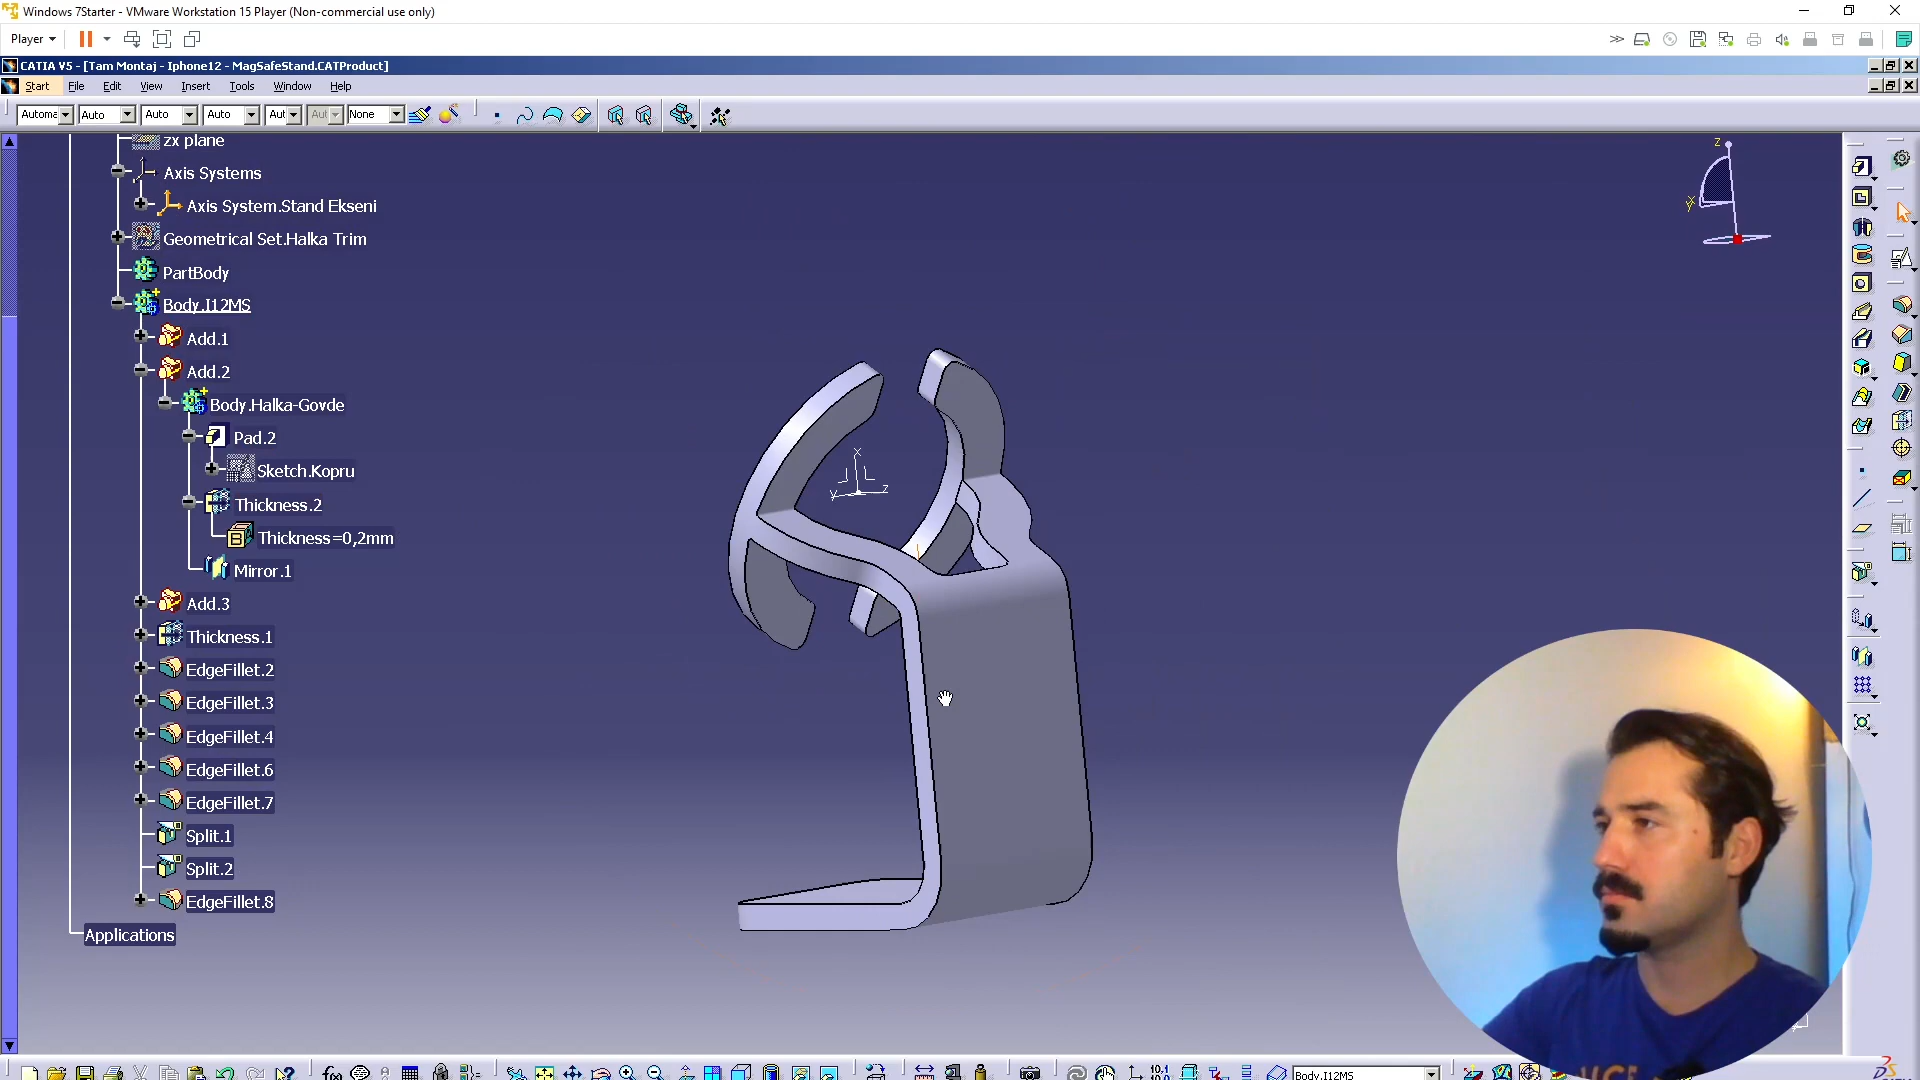 Windows 7Starter - VMware Workstation 15 Player (Non-commercial use only)
Player
CATIA V5 - [Tam Montaj - Iphone12 - MagSafeStand.CATProduct]
Start File Edit View Insert Tools Window Help
Automa Auto Auto Auto Aut Aut None
zx plane
Axis Systems
Axis System.Stand Ekseni
Geometrical Set.Halka Trim
PartBody
Body.I12MS
Add.1
Add.2
Body.Halka-Govde
Pad.2
Sketch.Kopru
Thickness.2
Thickness=0,2mm
Mirror.1
Add.3
Thickness.1
EdgeFillet.2
EdgeFillet.3
EdgeFillet.4
EdgeFillet.6
EdgeFillet.7
Split.1
Split.2
EdgeFillet.8
Applications
z
x
y z
Body.I12MS